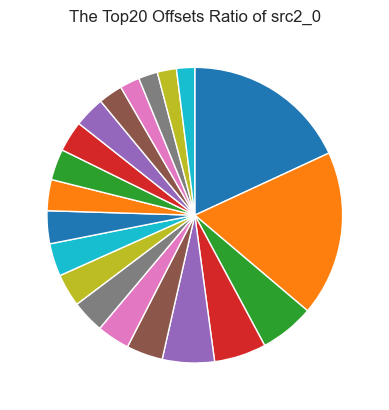 The Top20 Offsets Ratio of src2_0